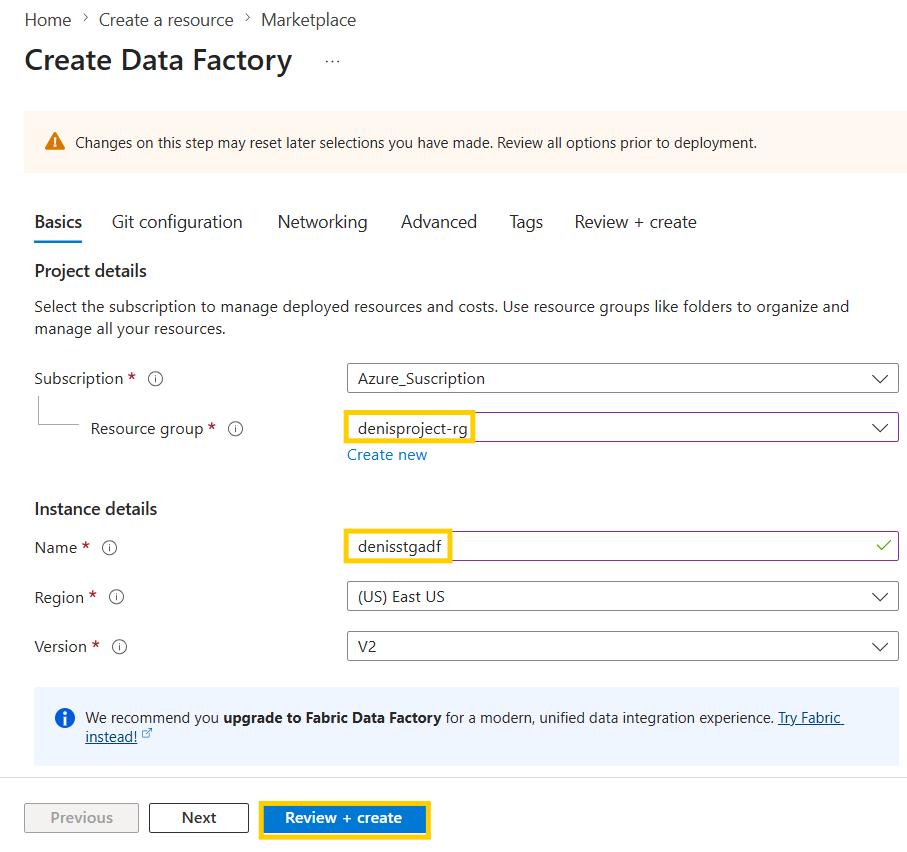 Home > Create a resource > Marketplace
Create Data Factory ...
Changes on this step may reset later selections you have made. Review all options prior to deployment.
Basics Git configuration Networking Advanced Tags Review + create
Project details
Select the subscription to manage deployed resources and costs. Use resource groups like folders to organize and
manage all your resources.
Subscription * Azure_Suscription
Resource group * denisproject-rg
Create new
Instance details
Name * denisstgadf
Region * (US) East US
Version * V2
We recommend you upgrade to Fabric Data Factory for a modern, unified data integration experience. Try Fabric
instead!
Previous Next Review + create